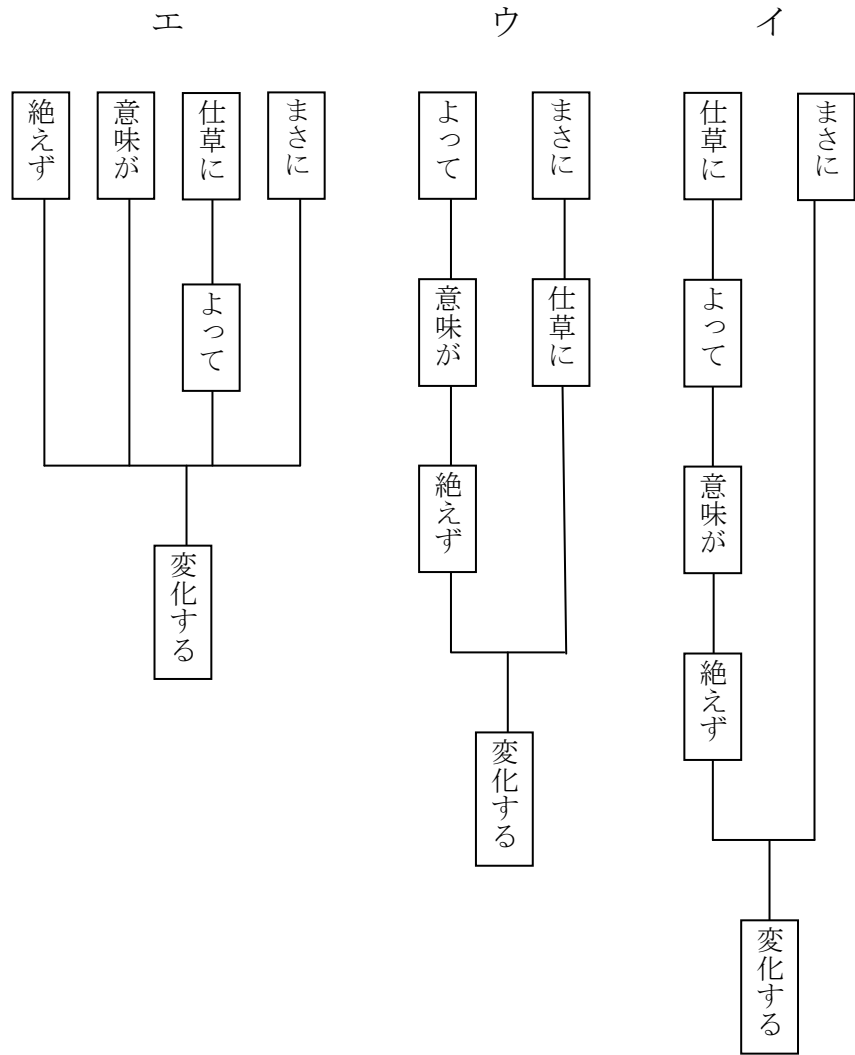 イ
まさに
仕草に
よって
意味が
絶えず
変化する
ウ
まさに
仕草に
よって
意味が
絶えず
変化する
エ
まさに
仕草に
よって
意味が
絶えず
変化する